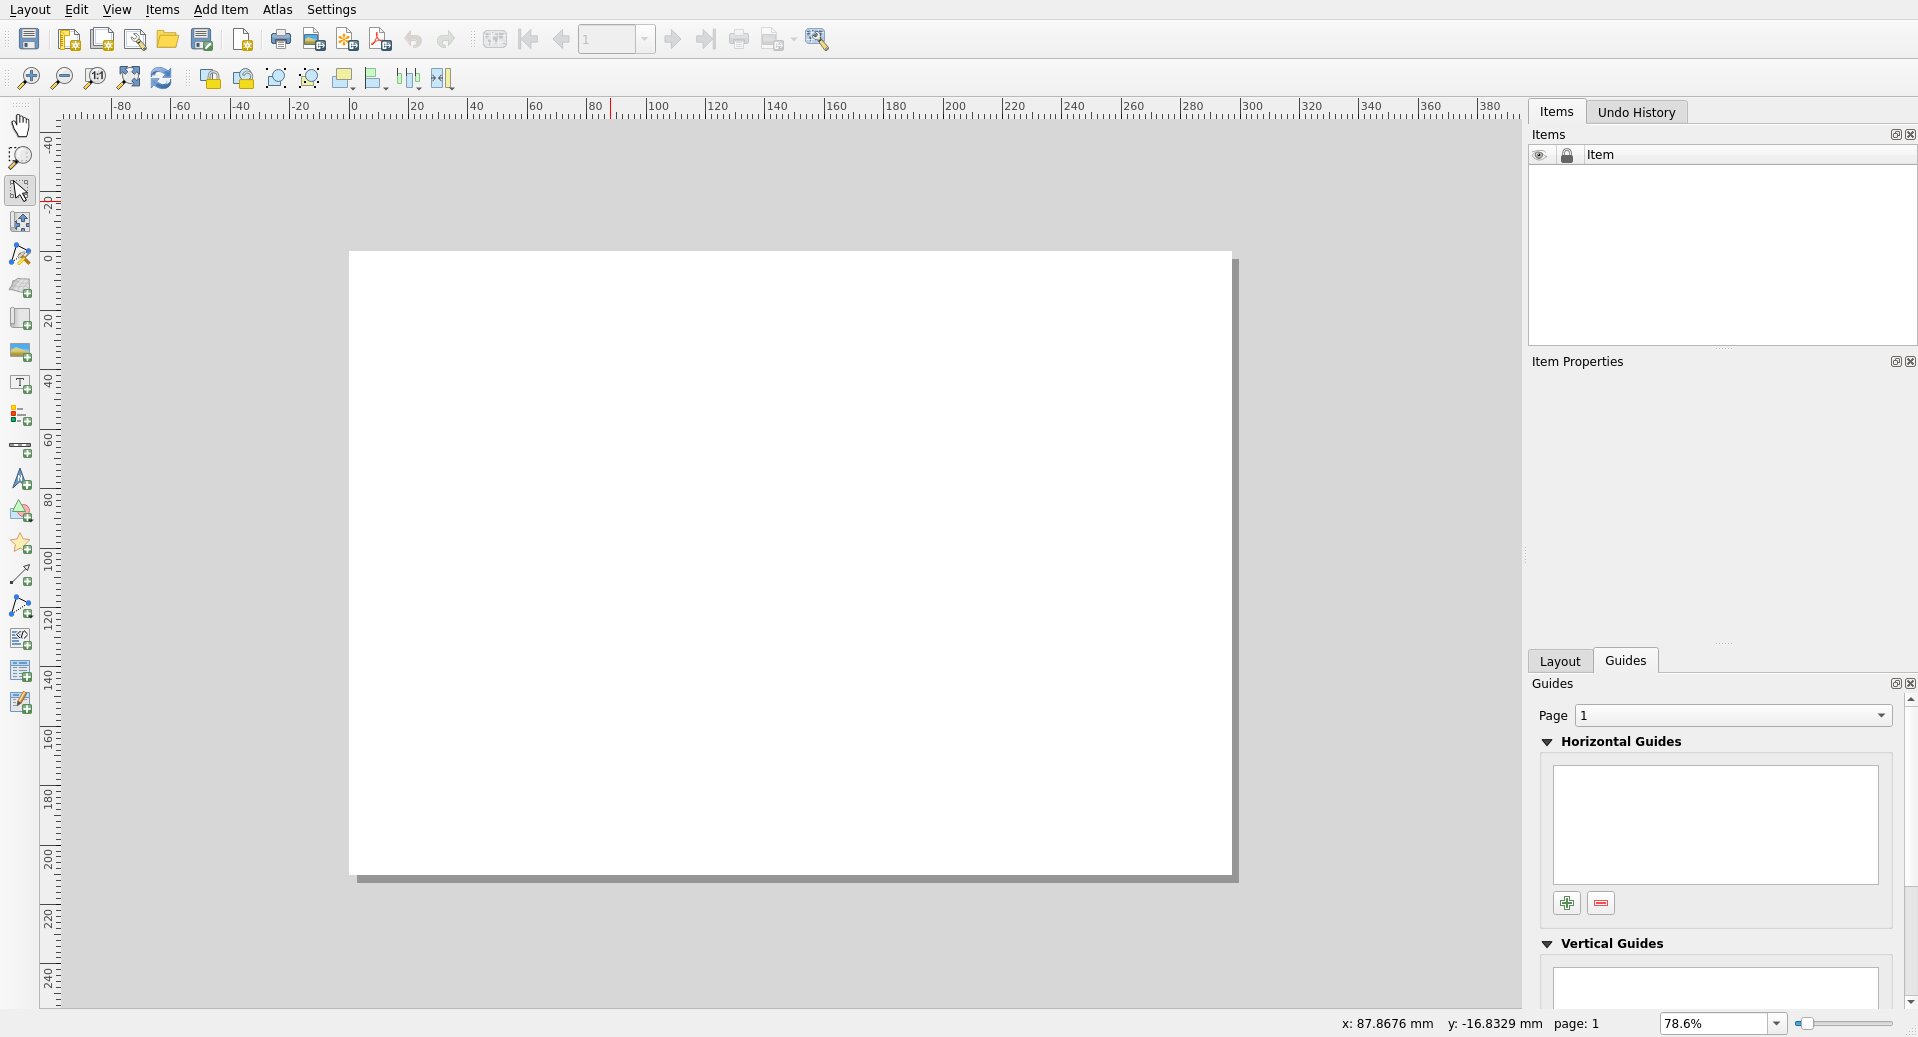 Layout Edit View Items Add Item Atlas Settings
1
1:1
-80 -60 -40 -20 0 20 40 60 80 100 120 140 160 180 200 220 240 260 280 300 320 340 360 380
-40
-20
0
20
40
60
80
100
120
140
160
180
200
220
240
Items Undo History
Items
Item
Item Properties
Layout Guides
Guides
Page 1
Horizontal Guides
Vertical Guides
x: 87.8676 mm y: -16.8329 mm page: 1 78.6%